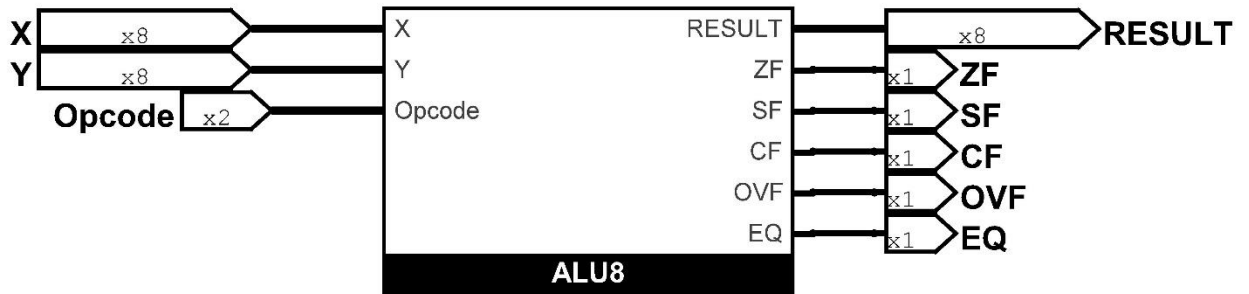 X x8 X RESULT x8 RESULT
Y x8 Y ZF x1 ZF
Opcode x2 Opcode SF x1 SF
CF x1 CF
OVF x1 OVF
EQ x1 EQ
ALU8